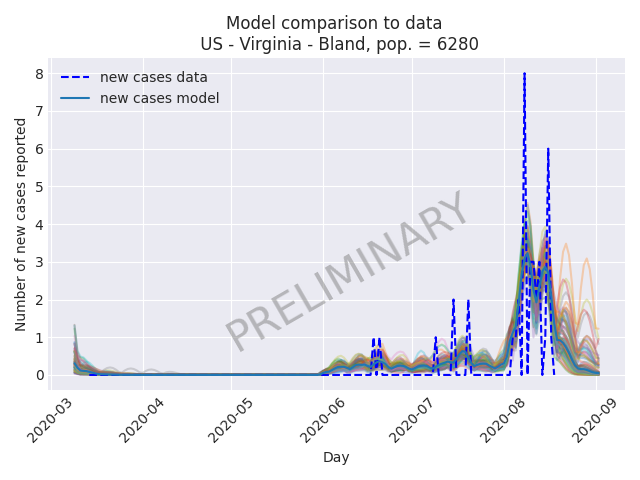 Model comparison to data
US - Virginia - Bland, pop. = 6280
new cases data
new cases model
8
7
6
5
4
3
2
1
0
Number of new cases reported
PRELIMINARY
2020-03
2020-04
2020-05
2020-06
2020-07
2020-08
2020-09
Day